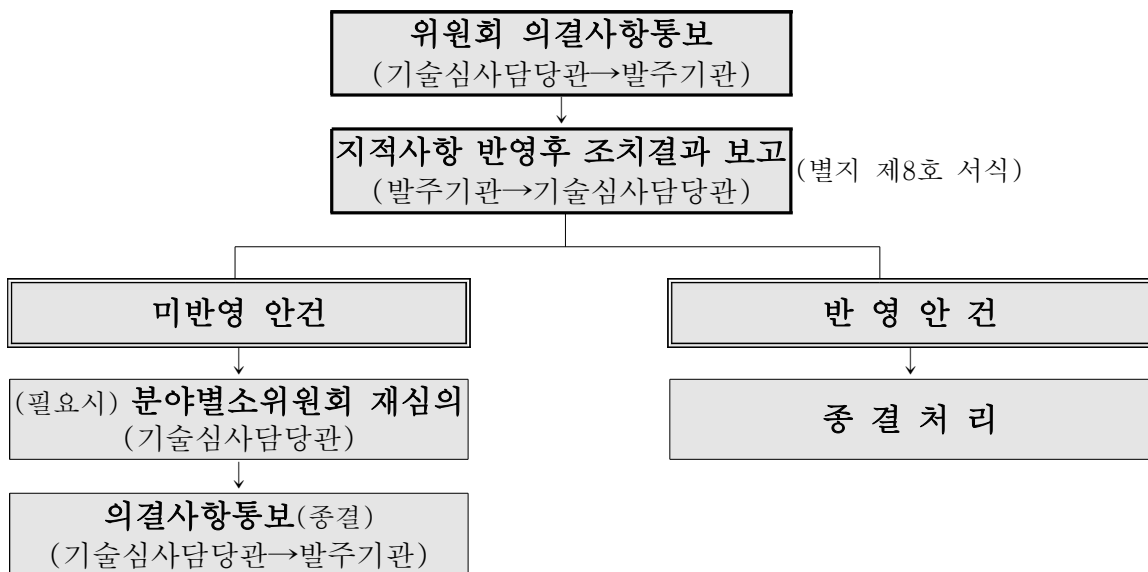 위원회 의결사항통보
(기술심사담당관→발주기관)
지적사항 반영후 조치결과 보고
(발주기관→기술심사담당관)
(별지 제8호 서식)
미반영 안건
반 영 안 건
(필요시) 분야별소위원회 재심의
(기술심사담당관)
종 결 처 리
의결사항통보(종결)
(기술심사담당관→발주기관)